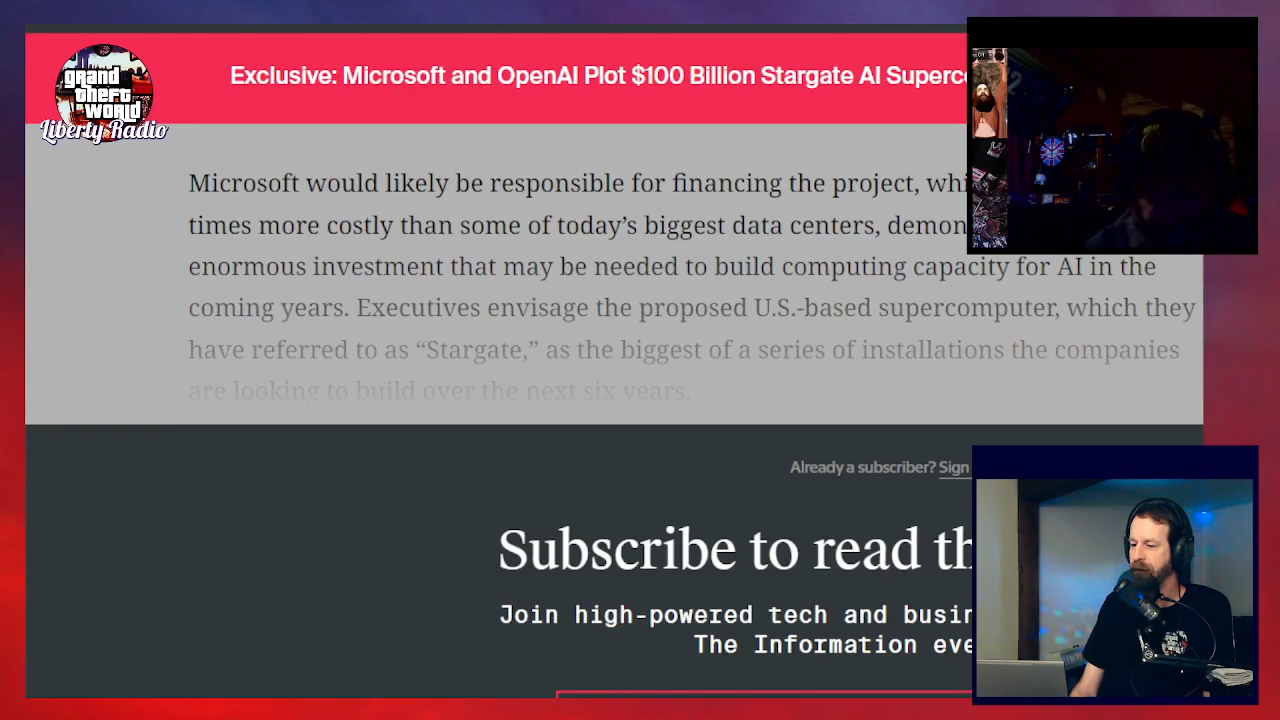 grand
theft
world
Liberty Radio
Exclusive: Microsoft and OpenAI Plot $100 Billion Stargate AI Superc
Microsoft would likely be responsible for financing the project, whi
times more costly than some of today’s biggest data centers, demon
enormous investment that may be needed to build computing capacity for AI in the
coming years. Executives envisage the proposed U.S.-based supercomputer, which they
have referred to as “Stargate,” as the biggest of a series of installations the companies
are looking to build over the next six years.
Already a subscriber? Sign
Subscribe to read th
Join high-powered tech and busin
The Information eve